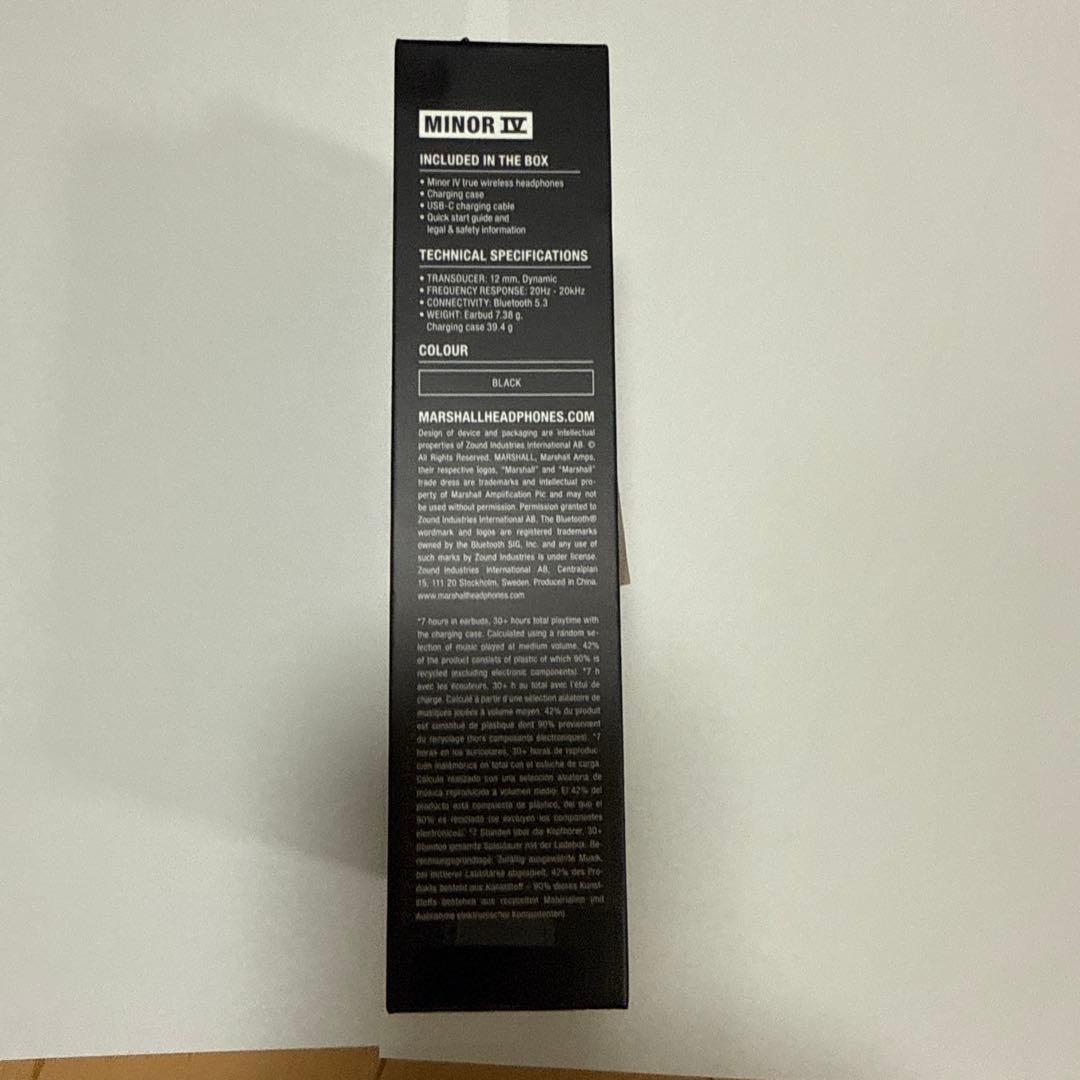 MINOR IV
INCLUDED IN THE BOX
• Minor IV true wireless headphones
• Charging case
• USB-C charging cable
• Quick start guide and
legal & safety information
TECHNICAL SPECIFICATIONS
• TRANSDUCER: 12 mm, Dynamic
• FREQUENCY RESPONSE: 20Hz - 20kHz
• CONNECTIVITY: Bluetooth 5.3
• WEIGHT: Earbud 7.38 g.
Charging case 39.4 g
COLOUR
BLACK
MARSHALLHEADPHONES.COM
Design of device and packaging are intellectual
properties of Zound Industries International AB. ©
All Rights Reserved. MARSHALL, Marshall Amps,
their respective logos, "Marshall" and "Marshall"
trade dress are trademarks and intellectual pro-
perty of Marshall Amplification Plc and may not
be used without permission. Permission granted to
Zound Industries International AB. The Bluetooth®
wordmark and logos are registered trademarks
owned by the Bluetooth SIG, Inc. and any use of
such marks by Zound Industries is under license.
Zound Industries International AB, Centralplan
15, 111 20 Stockholm, Sweden. Produced in China.
www.marshallheadphones.com
*7 hours in earbuds, 30+ hours total playtime with
the charging case. Calculated using a random se-
lection of music played at medium volume. 42%
of the product consists of plastic of which 90% is
recycled (excluding electronic components). *7 h
avec les écouteurs, 30+ h au total avec l'étui de
charge. Calculé à partir d'une sélection aléatoire de
musiques jouées à volume moyen. 42% du produit
est constitué de plastique dont 90% proviennent
du recyclage (hors composants électroniques). *7
horas en los auriculares, 30+ horas de reproduc-
ción inalámbrica en total con el estuche de carga.
Cálculo realizado con una selección aleatoria de
música reproducida a volumen medio. El 42% del
producto está compuesto de plástico, del que el
90% es reciclado (se excluyen los componentes
electrónicos). *7 Stunden über die Kopfhörer, 30+
Stunden gesamte Spieldauer mit der Ladebox. Be-
rechnungsgrundlage: Zufällig ausgewählte Musik,
bei mittlerer Lautstärke abgespielt. 42% des Pro-
dukts besteht aus Kunststoff - 90% dieses Kunst-
stoffs bestehen aus recycelten Materialien (mit
Ausnahme elektronischer Komponenten).